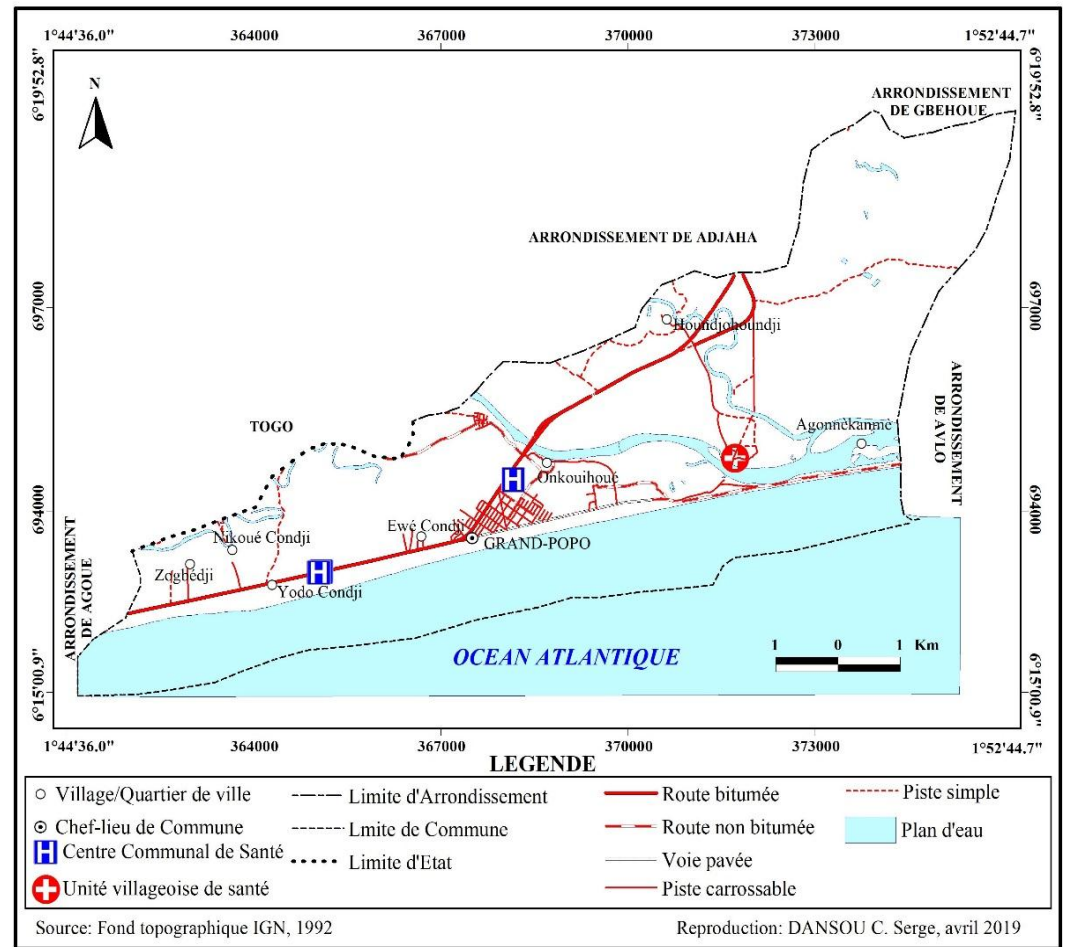 1°44'36.0" 364000 367000 370000 373000 1°52'44.7"
6°19'52.8"
6°19'52.8"
N
ARRONDISSEMENT
DE GBEHOUE
ARRONDISSEMENT DE ADJAHA
697000
697000
Houndjohoundji
TOGO
ARRONDISSEMENT
DE AVLO
Agonnèkanmè
Onkouihoué
694000
694000
Ewé Condji
GRAND-POPO
Nikoué Condji
Zogbédji
Yodo Condji
ARRONDISSEMENT
DE AGOUE
OCEAN ATLANTIQUE
1 0 1 Km
6°15'00.9"
6°15'00.9"
1°44'36.0" 364000 367000 370000 373000 1°52'44.7"
LEGENDE
Village/Quartier de ville
Chef-lieu de Commune
H Centre Communal de Santé
Unité villageoise de santé
Limite d'Arrondissement
Lmite de Commune
Limite d'Etat
Route bitumée
Route non bitumée
Voie pavée
Piste carrossable
Piste simple
Plan d'eau
Source: Fond topographique IGN, 1992 Reproduction: DANSOU C. Serge, avril 2019